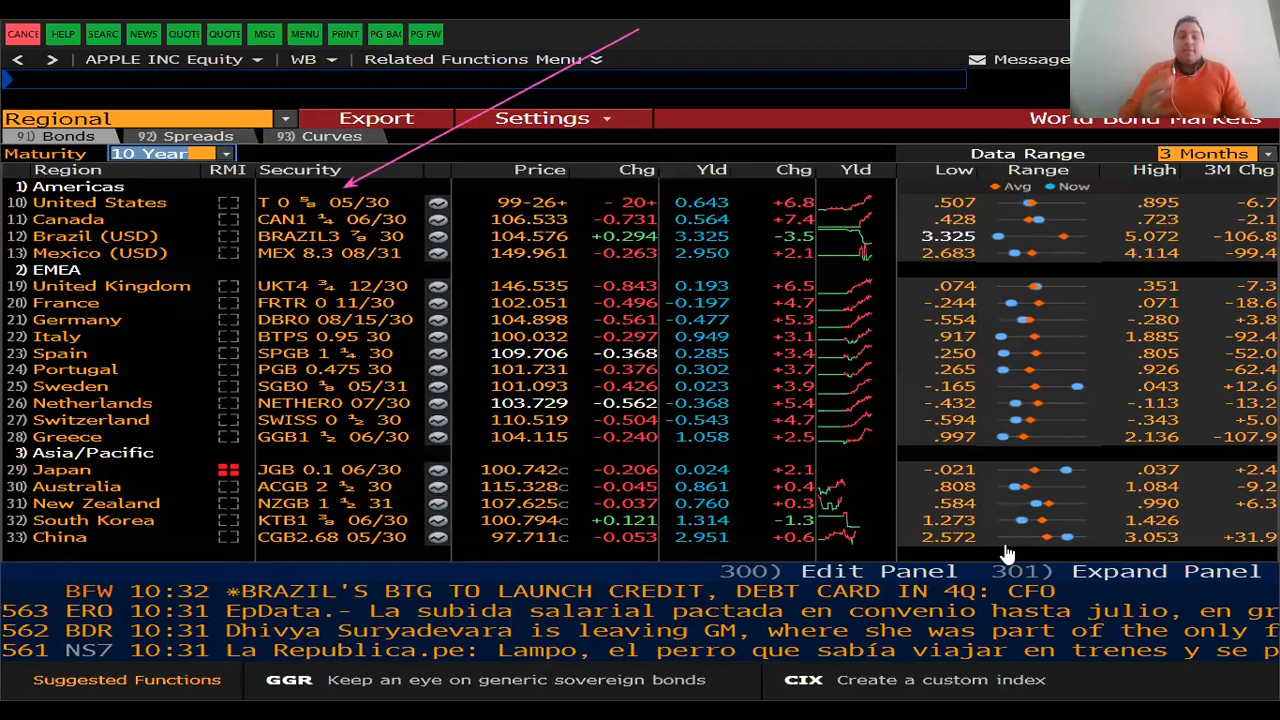 CANCE HELP SEARC NEWS QUOTE QUOTE MSG MENU PRINT PG BAC PG FW
< > APPLE INC Equity WB Related Functions Menu Message
Regional Export Settings World Bond Markets
91) Bonds 92) Spreads 93) Curves
Maturity 10 Year Data Range 3 Months
Region RMI Security Price Chg Yld Chg Yld Low Range High 3M Chg
1) Americas Avg Now
10) United States T 0 ⅝ 05/30 99-26+ - 20+ 0.643 +6.8 .507 .895 -6.7
11) Canada CAN1 ¼ 06/30 106.533 -0.731 0.564 +7.4 .428 .723 -2.1
12) Brazil (USD) BRAZIL3 ⅞ 30 104.576 +0.294 3.325 -3.5 3.325 5.072 -106.8
13) Mexico (USD) MEX 8.3 08/31 149.961 -0.263 2.950 +2.1 2.683 4.114 -99.4
2) EMEA
19) United Kingdom UKT4 ¾ 12/30 146.535 -0.843 0.193 +6.5 .074 .351 -7.3
20) France FRTR 0 11/30 102.051 -0.496 -0.197 +4.7 -.244 .071 -18.6
21) Germany DBR0 08/15/30 104.898 -0.561 -0.477 +5.3 -.554 -.280 +3.8
22) Italy BTPS 0.95 30 100.032 -0.297 0.949 +3.1 .917 1.885 -92.4
23) Spain SPGB 1 ¼ 30 109.706 -0.368 0.285 +3.4 .250 .805 -52.0
24) Portugal PGB 0.475 30 101.731 -0.376 0.302 +3.7 .265 .926 -62.4
25) Sweden SGB0 ⅛ 05/31 101.093 -0.426 0.023 +3.9 -.165 .043 +12.6
26) Netherlands NETHER0 07/30 103.729 -0.562 -0.368 +5.4 -.432 -.113 -13.2
27) Switzerland SWISS 0 ½ 30 110.519 -0.504 -0.543 +4.7 -.594 -.343 +5.0
28) Greece GGB1 ½ 06/30 104.115 -0.240 1.058 +2.5 .997 2.136 -107.9
3) Asia/Pacific
29) Japan JGB 0.1 06/30 100.742c -0.206 0.024 +2.1 -.021 .037 +2.4
30) Australia ACGB 2 ½ 30 115.328c -0.045 0.861 +0.4 .808 1.084 -9.2
31) New Zealand NZGB 1 ½ 31 107.625c -0.037 0.760 +0.3 .584 .990 +6.3
32) South Korea KTB1 ⅜ 06/30 100.794c +0.121 1.314 -1.3 1.273 1.426
33) China CGB2.68 05/30 97.711c -0.053 2.951 +0.6 2.572 3.053 +31.9
300) Edit Panel 301) Expand Panel
BFW 10:32 *BRAZIL'S BTG TO LAUNCH CREDIT, DEBT CARD IN 4Q: CFO
563 ERO 10:31 EpData.- La subida salarial pactada en convenio hasta julio, en gr
562 BDR 10:31 Dhivya Suryadevara is leaving GM, where she was part of the only f
561 NS7 10:31 La Republica.pe: Lampo, el perro que sabía viajar en trenes y se p
Suggested Functions GGR Keep an eye on generic sovereign bonds CIX Create a custom index